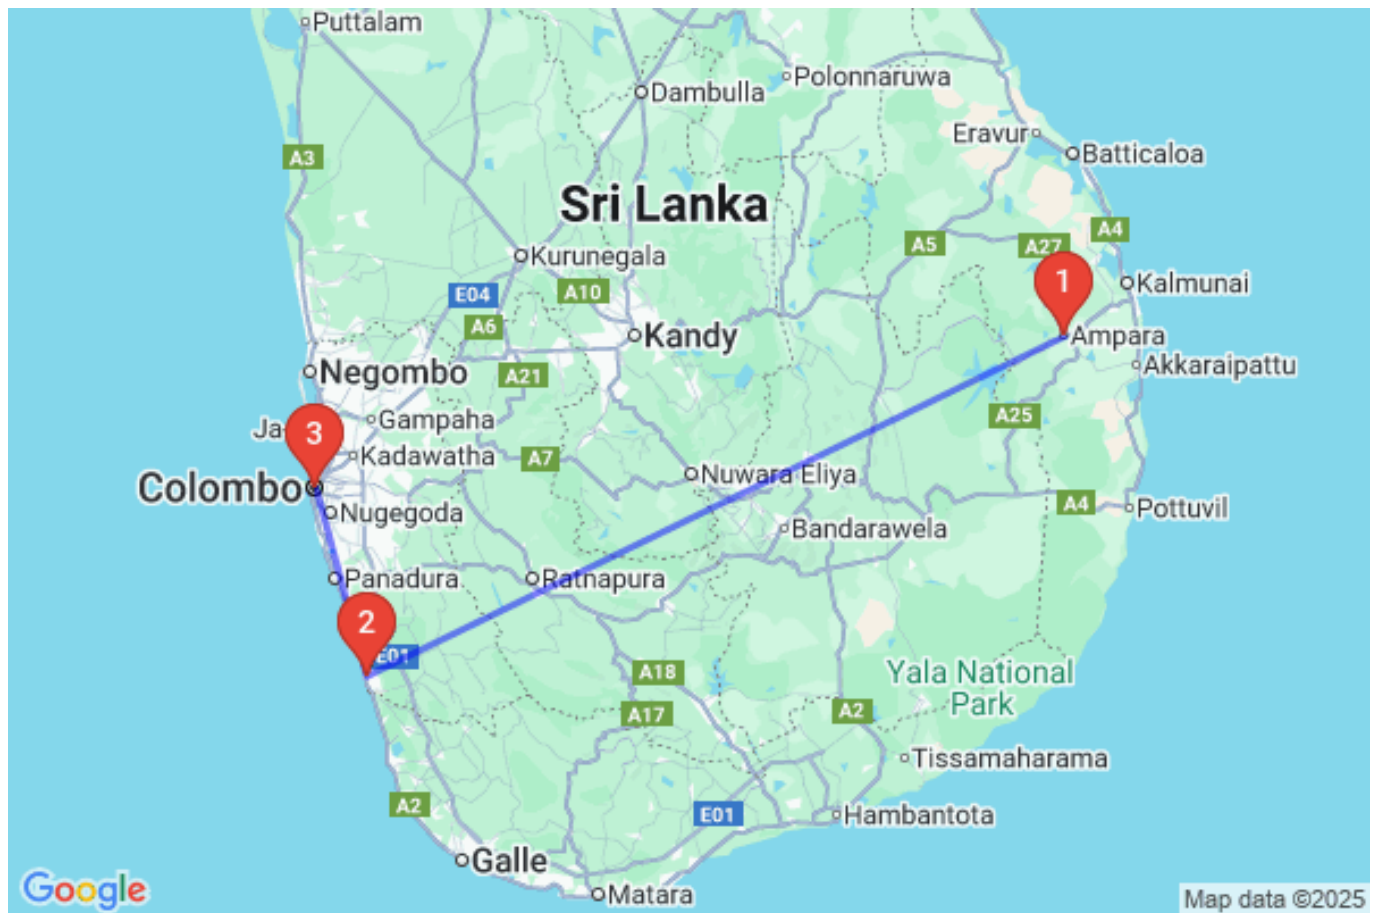 Puttalam
Polonnaruwa
Dambulla
Eravur
Batticaloa
A3
Sri Lanka
A4
A5
A27
Kurunegala
1
Kalmunai
E04
A10
A6
Kandy
Ampara
Akkaraipattu
Negombo
A21
A25
Gampaha
3
Ja-
Kadawatha
A7
Nuwara Eliya
Colombo
A4
Pottuvil
Nugegoda
Bandarawela
Panadura
Ratnapura
2
E01
A18
Yala National
Park
A17
A2
Tissamaharama
A2
E01
Hambantota
Galle
Google
Matara
Map data ©2025